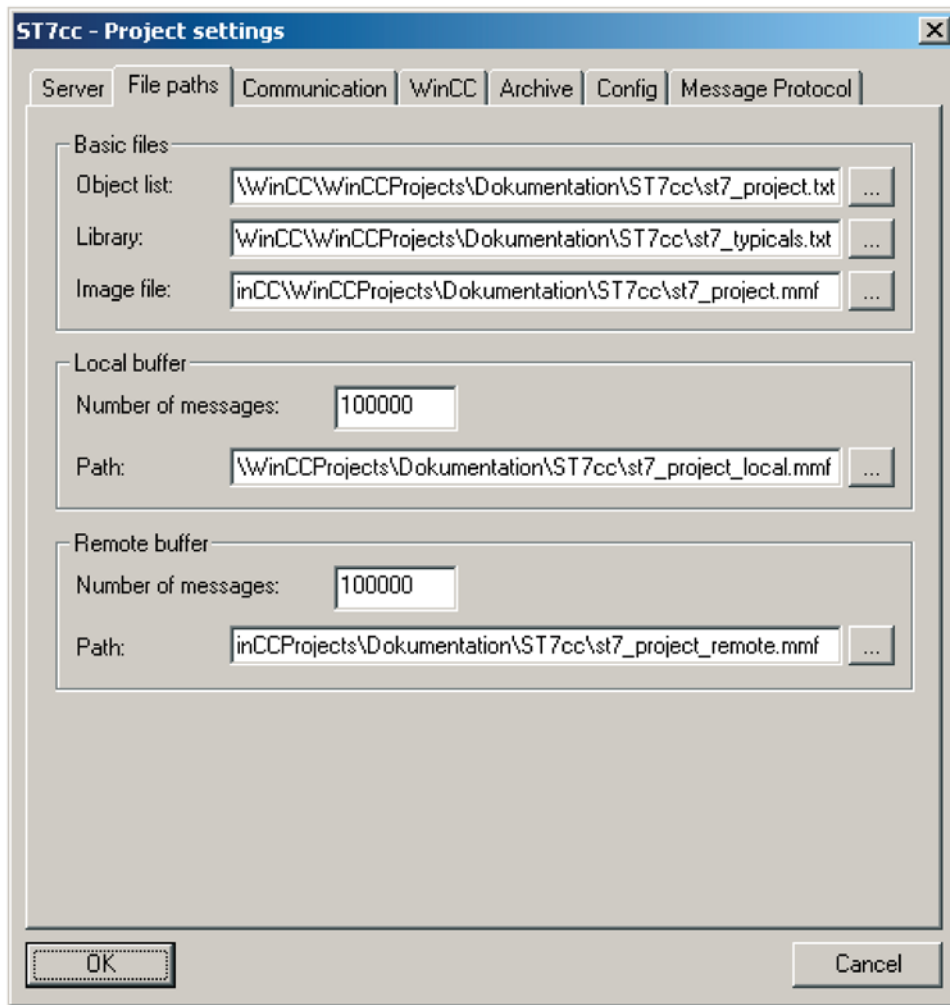 ST7cc - Project settings
Server File paths Communication WinCC Archive Config Message Protocol
Basic files
Object list: \WinCC\WinCCProjects\Dokumentation\ST7cc\st7_project.txt ...
Library: WinCC\WinCCProjects\Dokumentation\ST7cc\st7_typicals.txt ...
Image file: inCC\WinCCProjects\Dokumentation\ST7cc\st7_project.mmf ...
Local buffer
Number of messages: 100000
Path: \WinCCProjects\Dokumentation\ST7cc\st7_project_local.mmf ...
Remote buffer
Number of messages: 100000
Path: inCCProjects\Dokumentation\ST7cc\st7_project_remote.mmf ...
OK Cancel